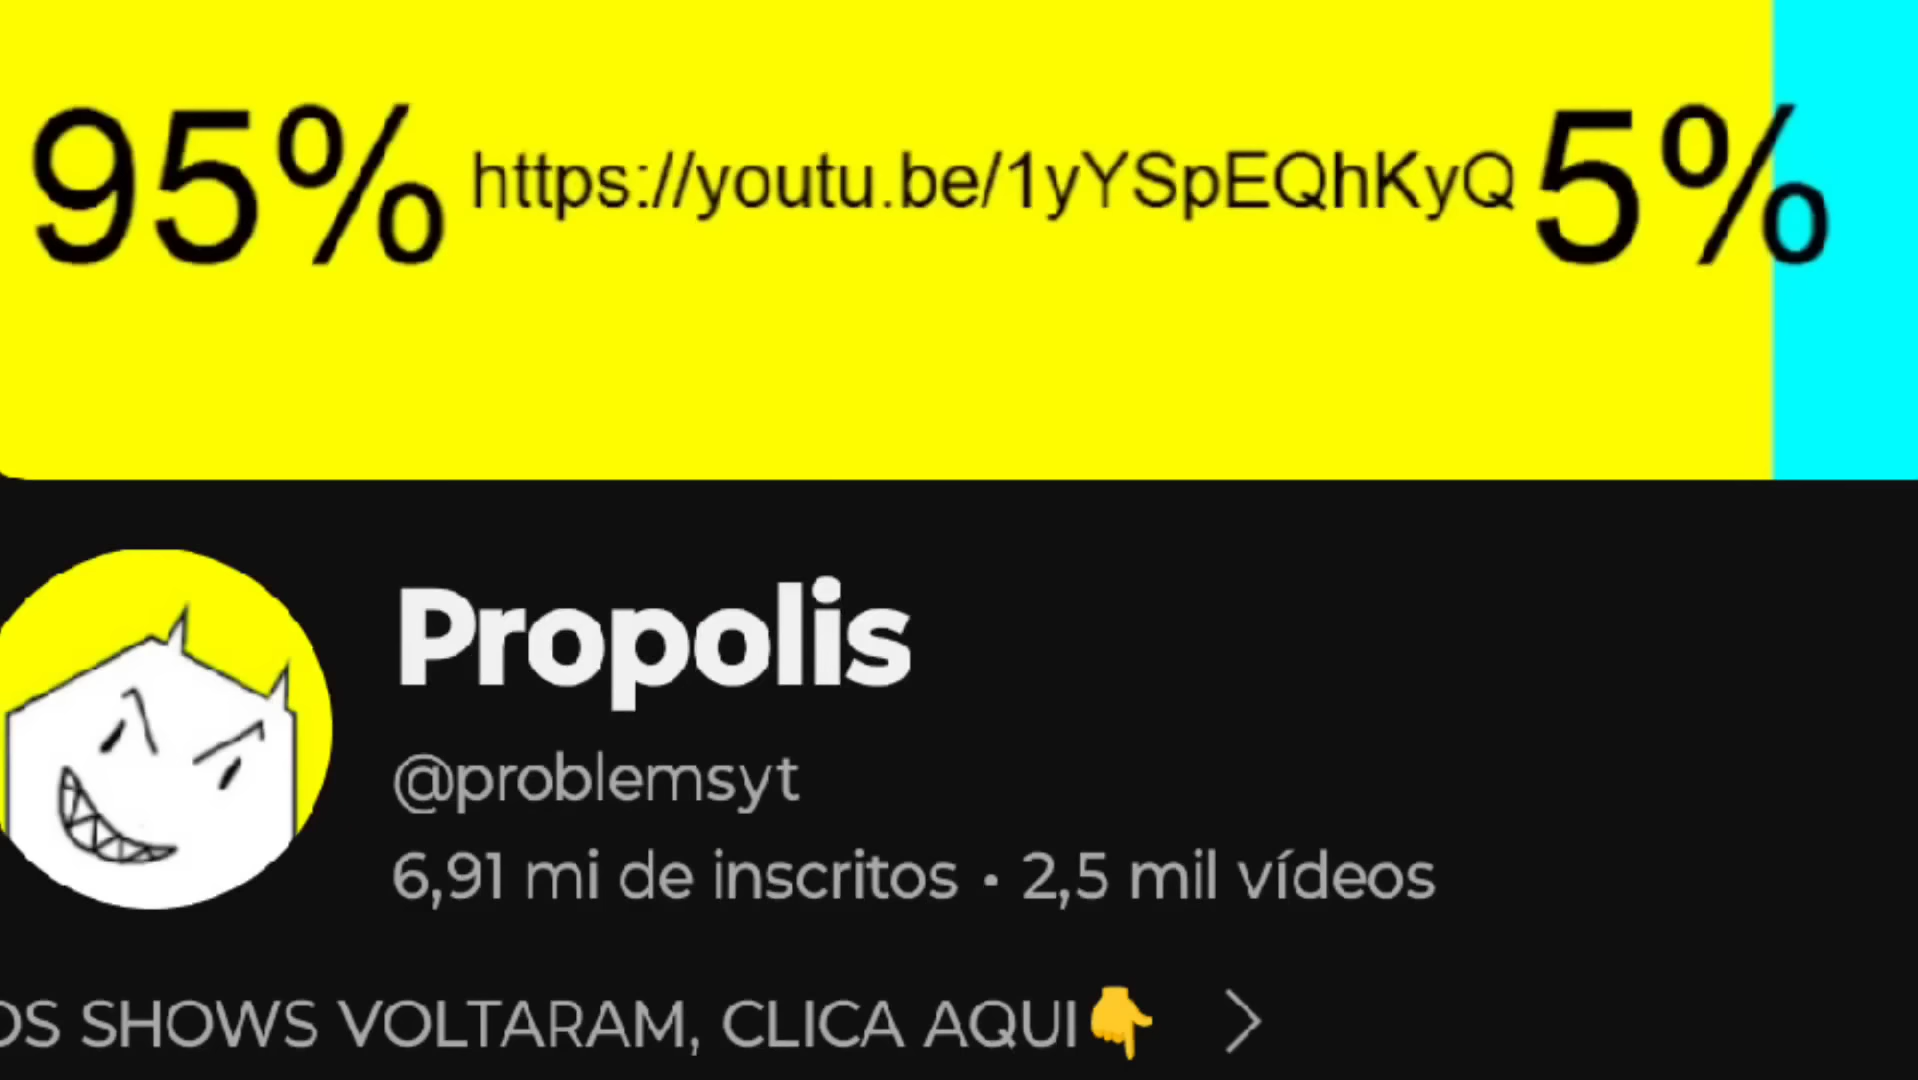 95% https://youtu.be/1yYSpEQhKyQ 5%
Propolis
@problemsyt
6,91 mi de inscritos • 2,5 mil vídeos
OS SHOWS VOLTARAM, CLICA AQUI👇